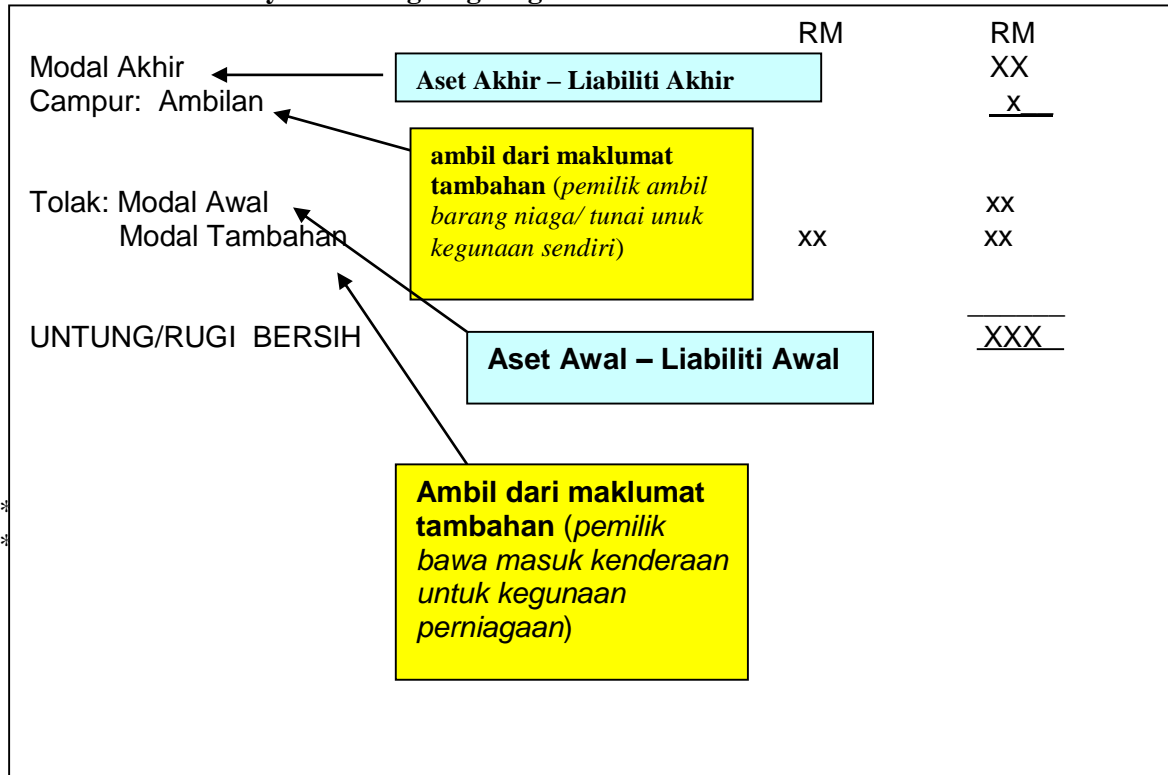 RM RM
Modal Akhir XX
Aset Akhir – Liabiliti Akhir
Campur: Ambilan x
ambil dari maklumat
tambahan (pemilik ambil
barang niaga/ tunai unuk
kegunaan sendiri)
Tolak: Modal Awal xx
Modal Tambahan xx xx
UNTUNG/RUGI BERSIH XXX
Aset Awal – Liabiliti Awal
Ambil dari maklumat
tambahan (pemilik
bawa masuk kenderaan
untuk kegunaan
perniagaan)
*
*